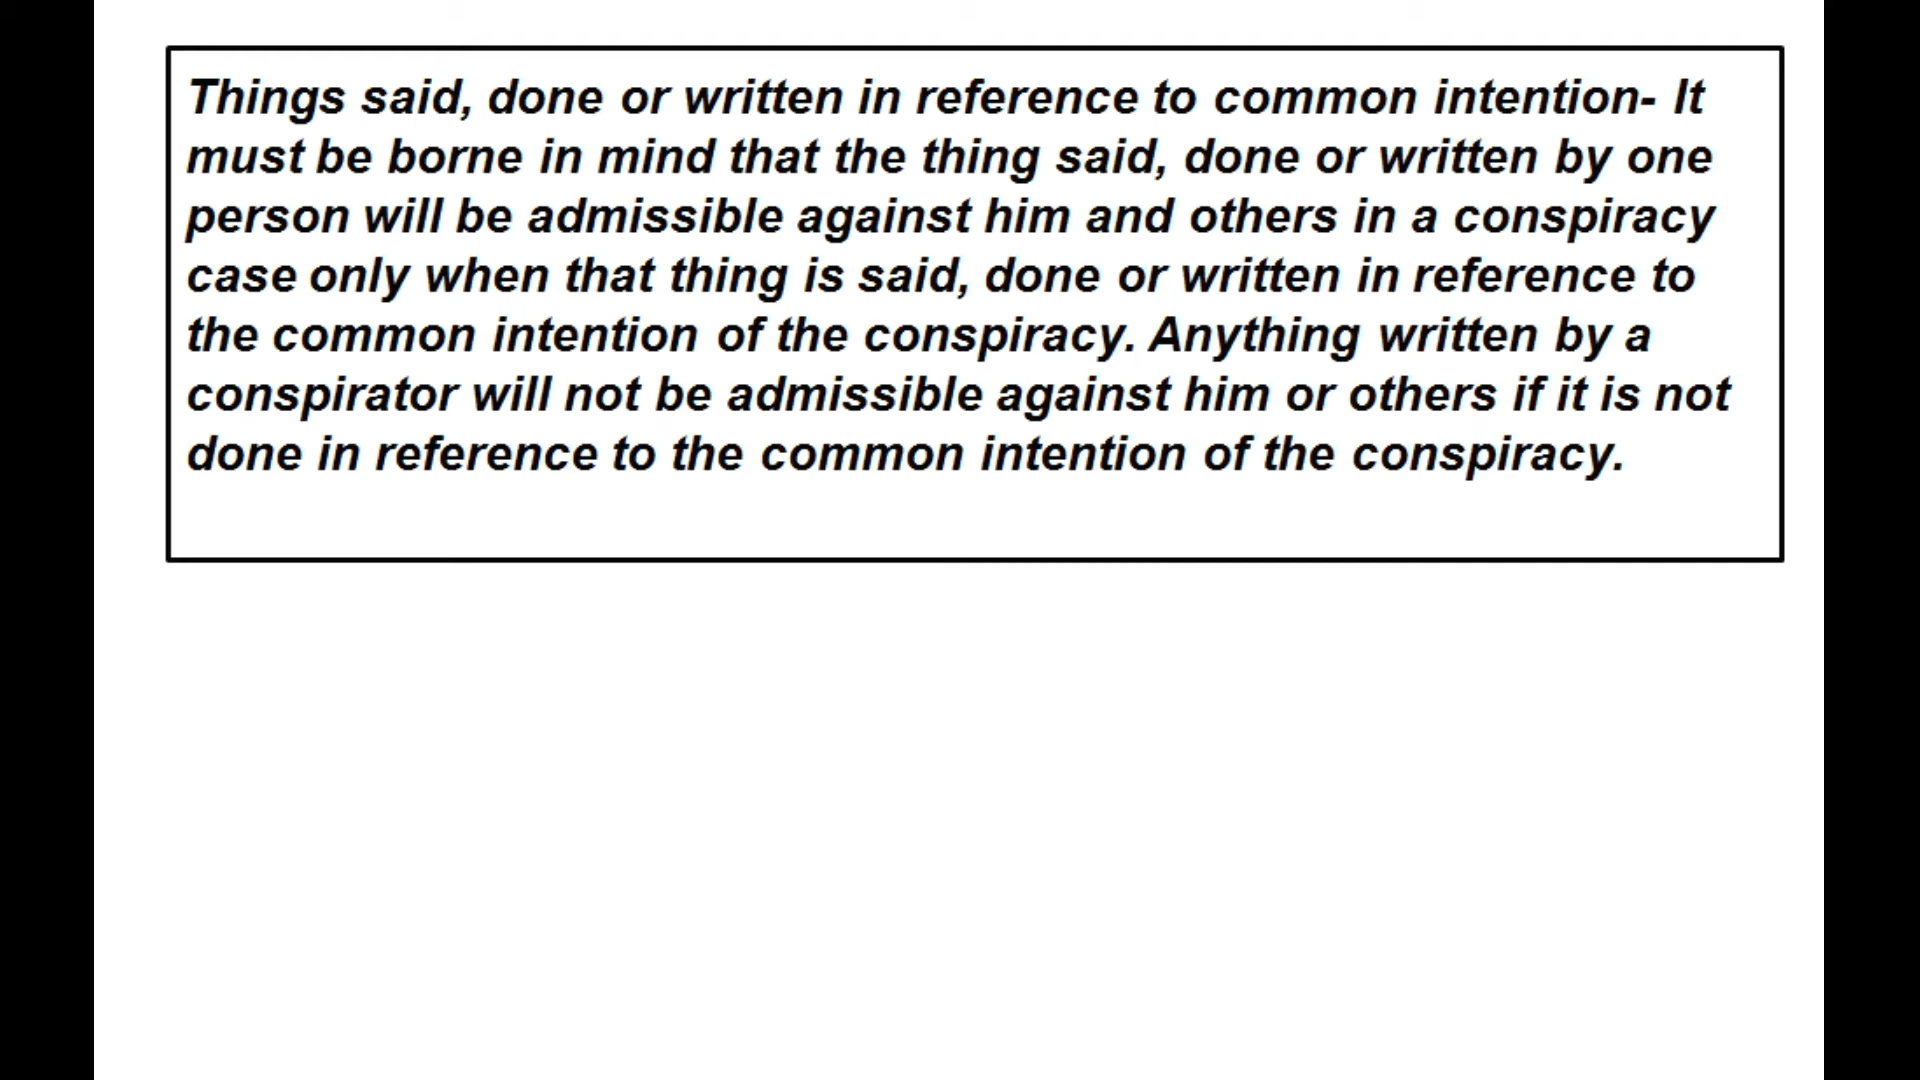 Things said, done or written in reference to common intention- It
must be borne in mind that the thing said, done or written by one
person will be admissible against him and others in a conspiracy
case only when that thing is said, done or written in reference to
the common intention of the conspiracy. Anything written by a
conspirator will not be admissible against him or others if it is not
done in reference to the common intention of the conspiracy.